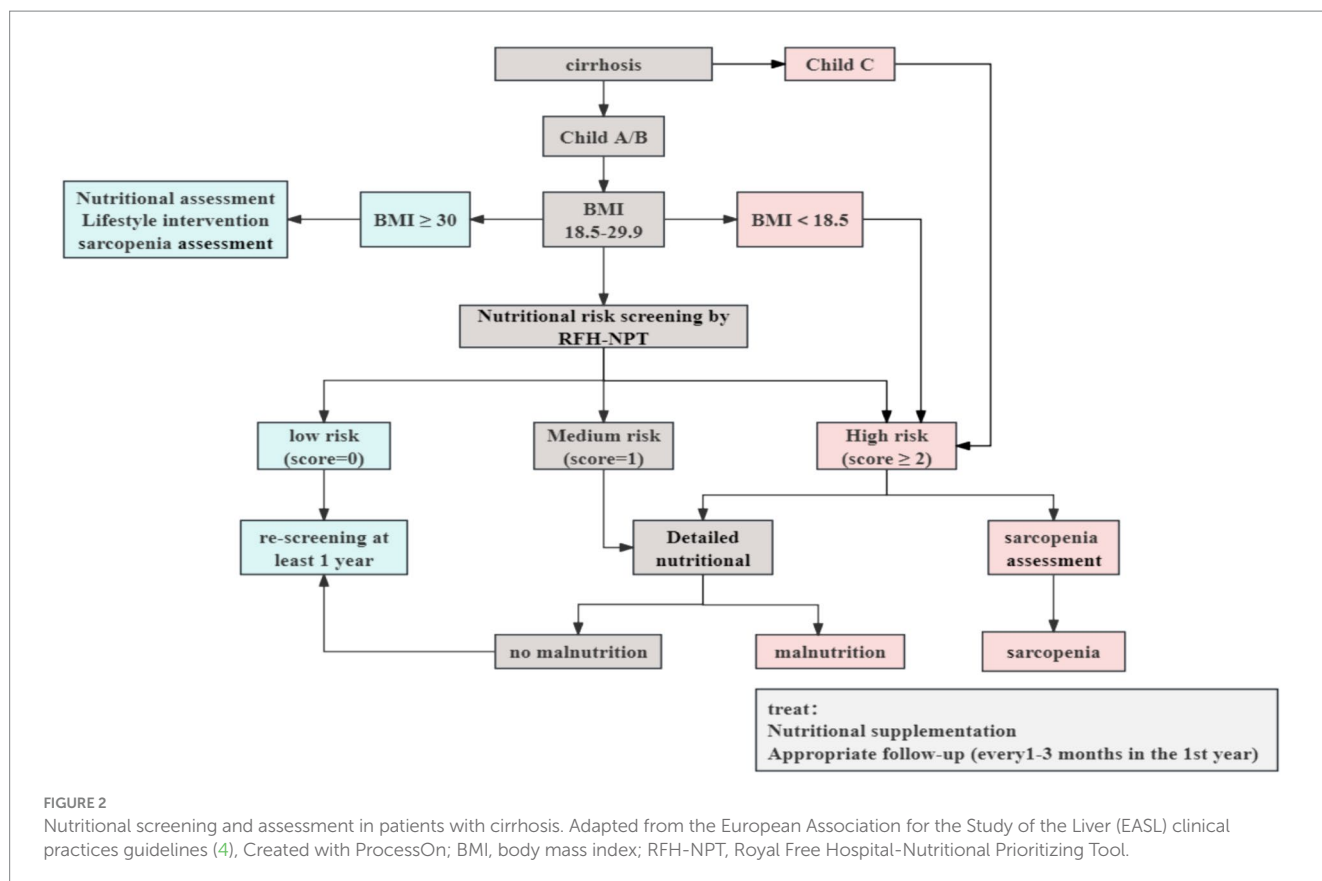 cirrhosis
Child C
Child A/B
Nutritional assessment
Lifestyle intervention
sarcopenia assessment
BMI ≥ 30
BMI
18.5-29.9
BMI < 18.5
Nutritional risk screening by
RFH-NPT
low risk
(score=0)
Medium risk
(score=1)
High risk
(score ≥ 2)
re-screening at
least 1 year
Detailed
nutritional
sarcopenia
assessment
no malnutrition
malnutrition
sarcopenia
treat:
Nutritional supplementation
Appropriate follow-up (every1-3 months in the 1st year)
FIGURE 2
Nutritional screening and assessment in patients with cirrhosis. Adapted from the European Association for the Study of the Liver (EASL) clinical
practices guidelines (4), Created with ProcessOn; BMI, body mass index; RFH-NPT, Royal Free Hospital-Nutritional Prioritizing Tool.